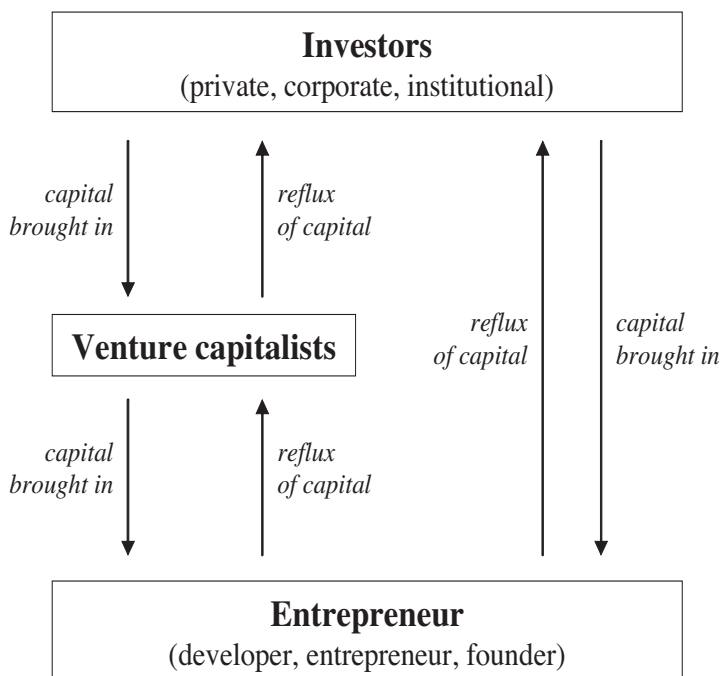 Investors
(private, corporate, institutional)
capital
brought in
reflux
of capital
Venture capitalists
reflux
of capital
capital
brought in
capital
brought in
reflux
of capital
Entrepreneur
(developer, entrepreneur, founder)